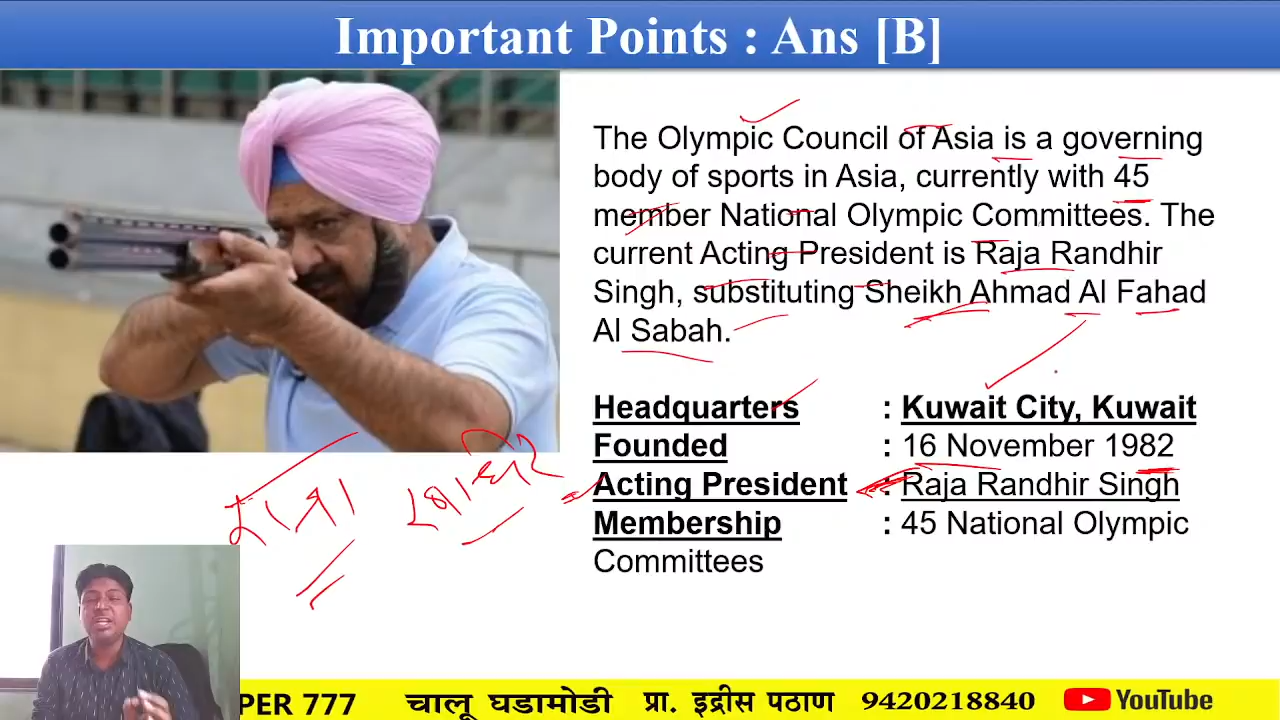 Important Points : Ans [B]
The Olympic Council of Asia is a governing
body of sports in Asia, currently with 45
member National Olympic Committees. The
current Acting President is Raja Randhir
Singh, substituting Sheikh Ahmad Al Fahad
Al Sabah.
Headquarters : Kuwait City, Kuwait
Founded : 16 November 1982
Acting President : Raja Randhir Singh
Membership : 45 National Olympic
Committees
PER 777 चालू घडामोडी प्रा. इद्रीस पठाण 9420218840 YouTube